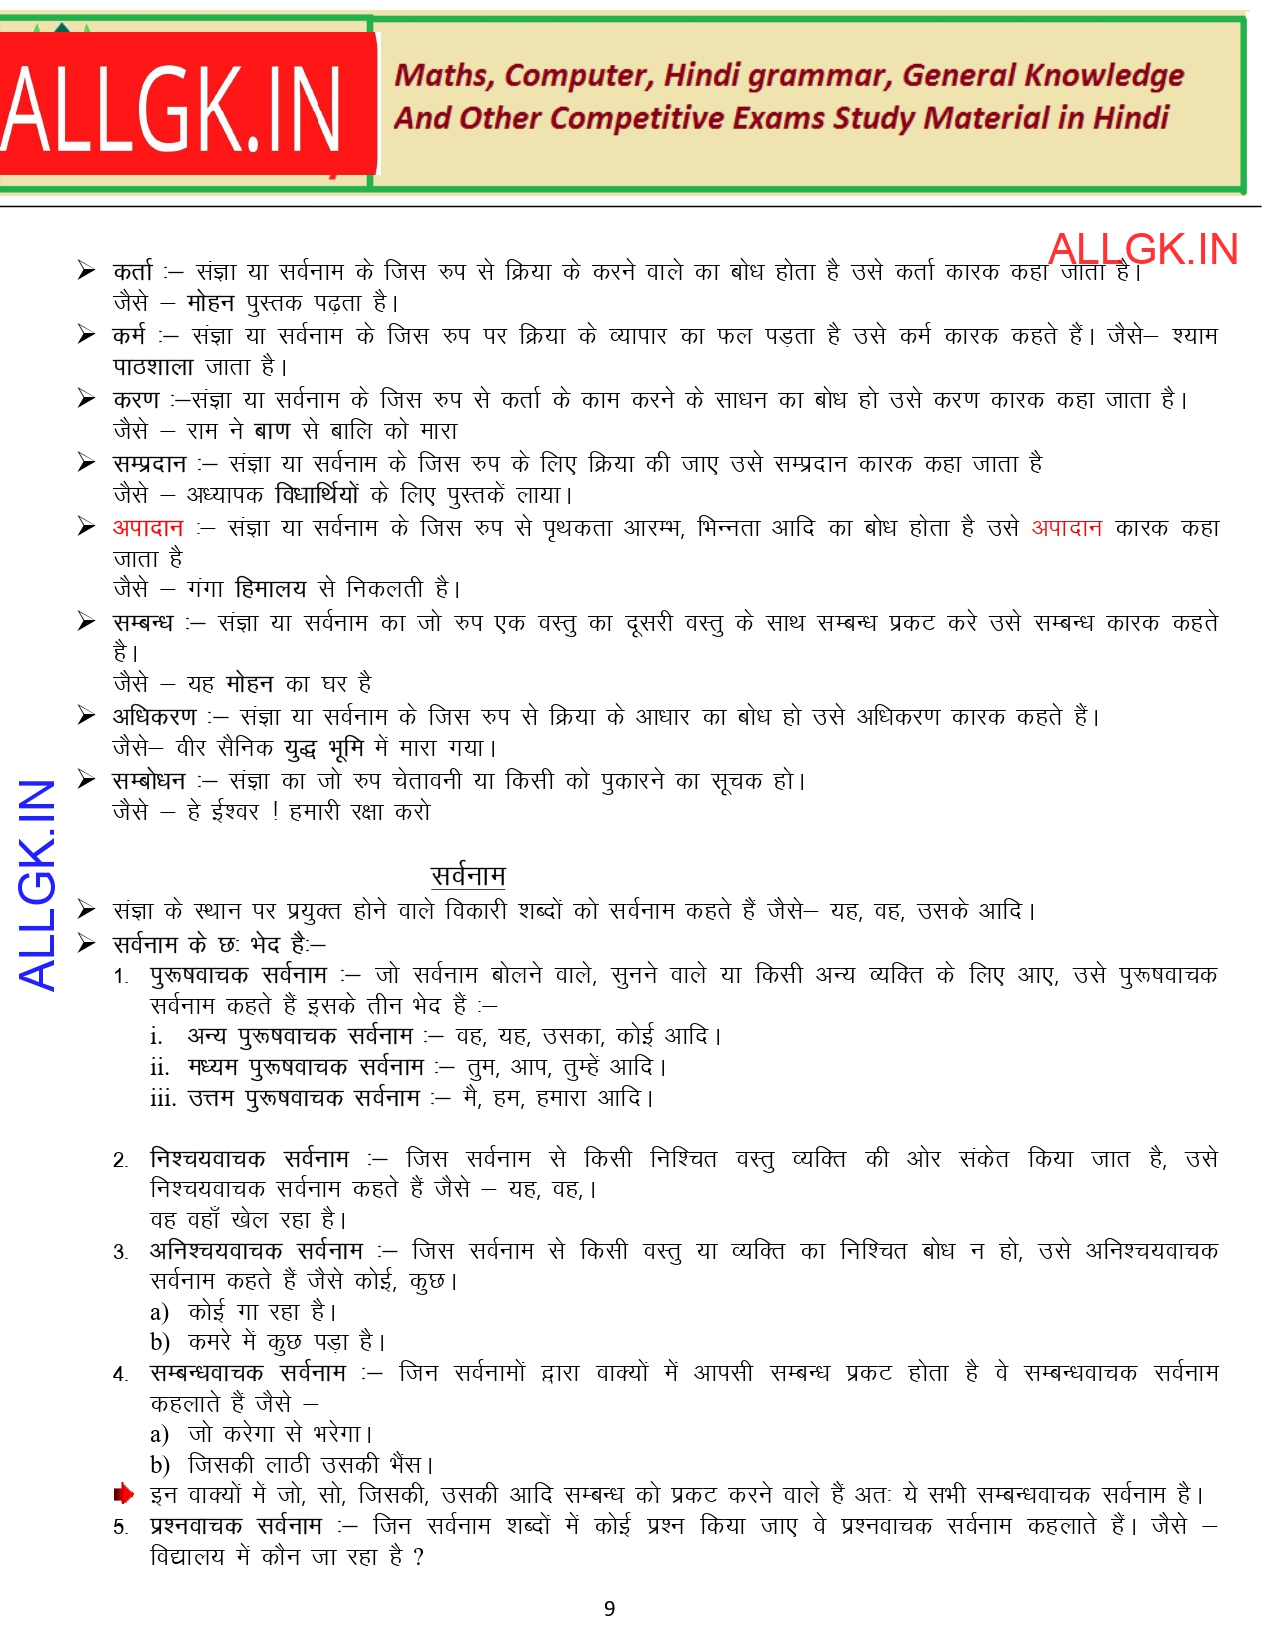 ALLGK.IN
Maths, Computer, Hindi grammar, General Knowledge
And Other Competitive Exams Study Material in Hindi
ALLGK.IN
➢ कर्ता :– संज्ञा या सर्वनाम के जिस रुप से क्रिया के करने वाले का बोध होता है उसे कर्ता कारक कहा जाता है।
जैसे – मोहन पुस्तक पढ़ता है।
➢ कर्म :– संज्ञा या सर्वनाम के जिस रुप पर क्रिया के व्यापार का फल पड़ता है उसे कर्म कारक कहते हैं। जैसे– श्याम
पाठशाला जाता है।
➢ करण :–संज्ञा या सर्वनाम के जिस रुप से कर्ता के काम करने के साधन का बोध हो उसे करण कारक कहा जाता है।
जैसे – राम ने बाण से बालि को मारा
➢ सम्प्रदान :– संज्ञा या सर्वनाम के जिस रुप के लिए क्रिया की जाए उसे सम्प्रदान कारक कहा जाता है
जैसे – अध्यापक विधार्थियों के लिए पुस्तकें लाया।
➢ अपादान :– संज्ञा या सर्वनाम के जिस रुप से पृथकता आरम्भ, भिन्नता आदि का बोध होता है उसे अपादान कारक कहा
जाता है
जैसे – गंगा हिमालय से निकलती है।
➢ सम्बन्ध :– संज्ञा या सर्वनाम का जो रुप एक वस्तु का दूसरी वस्तु के साथ सम्बन्ध प्रकट करे उसे सम्बन्ध कारक कहते
है।
जैसे – यह मोहन का घर है
➢ अधिकरण :– संज्ञा या सर्वनाम के जिस रुप से क्रिया के आधार का बोध हो उसे अधिकरण कारक कहते हैं।
जैसे– वीर सैनिक युद्ध भूमि में मारा गया।
➢ सम्बोधन :– संज्ञा का जो रुप चेतावनी या किसी को पुकारने का सूचक हो।
जैसे – हे ईश्वर ! हमारी रक्षा करो
ALLGK.IN
सर्वनाम
➢ संज्ञा के स्थान पर प्रयुक्त होने वाले विकारी शब्दों को सर्वनाम कहते हैं जैसे– यह, वह, उसके आदि।
➢ सर्वनाम के छः भेद है:–
1. पुरूषवाचक सर्वनाम :– जो सर्वनाम बोलने वाले, सुनने वाले या किसी अन्य व्यक्ति के लिए आए, उसे पुरूषवाचक
सर्वनाम कहते हैं इसके तीन भेद हैं :–
i. अन्य पुरूषवाचक सर्वनाम :– वह, यह, उसका, कोई आदि।
ii. मध्यम पुरूषवाचक सर्वनाम :– तुम, आप, तुम्हें आदि।
iii. उत्तम पुरूषवाचक सर्वनाम :– मै, हम, हमारा आदि।
2. निश्चयवाचक सर्वनाम :– जिस सर्वनाम से किसी निश्चित वस्तु व्यक्ति की ओर संकेत किया जात है, उसे
निश्चयवाचक सर्वनाम कहते हैं जैसे – यह, वह,।
वह वहाँ खेल रहा है।
3. अनिश्चयवाचक सर्वनाम :– जिस सर्वनाम से किसी वस्तु या व्यक्ति का निश्चित बोध न हो, उसे अनिश्चयवाचक
सर्वनाम कहते हैं जैसे कोई, कुछ।
a) कोई गा रहा है।
b) कमरे में कुछ पड़ा है।
4. सम्बन्धवाचक सर्वनाम :– जिन सर्वनामों द्वारा वाक्यों में आपसी सम्बन्ध प्रकट होता है वे सम्बन्धवाचक सर्वनाम
कहलाते हैं जैसे –
a) जो करेगा से भरेगा।
b) जिसकी लाठी उसकी भैंस।
इन वाक्यों में जो, सो, जिसकी, उसकी आदि सम्बन्ध को प्रकट करने वाले हैं अतः ये सभी सम्बन्धवाचक सर्वनाम है।
5. प्रश्नवाचक सर्वनाम :– जिन सर्वनाम शब्दों में कोई प्रश्न किया जाए वे प्रश्नवाचक सर्वनाम कहलाते हैं। जैसे –
विद्यालय में कौन जा रहा है ?
9